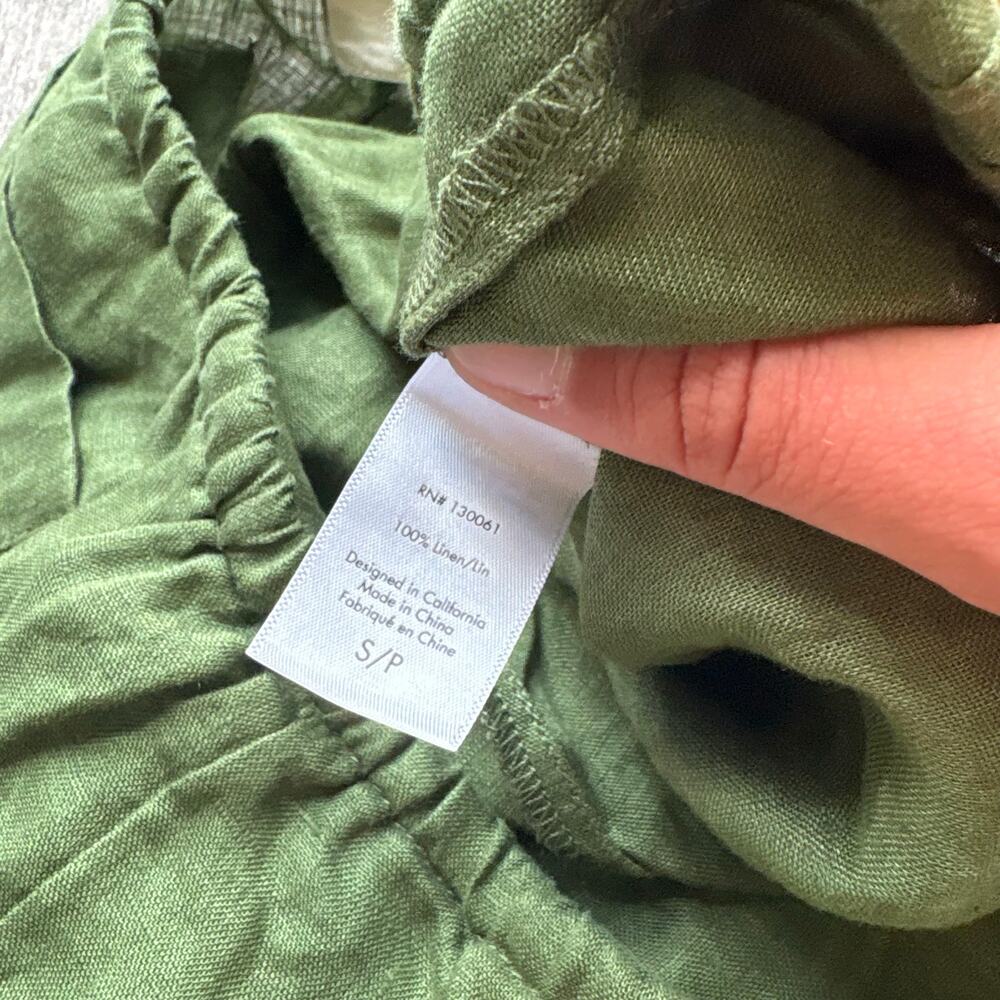 RN# 130061
100% Linen/Lin
Designed in California
Made in China
Fabriqué en Chine
S/P